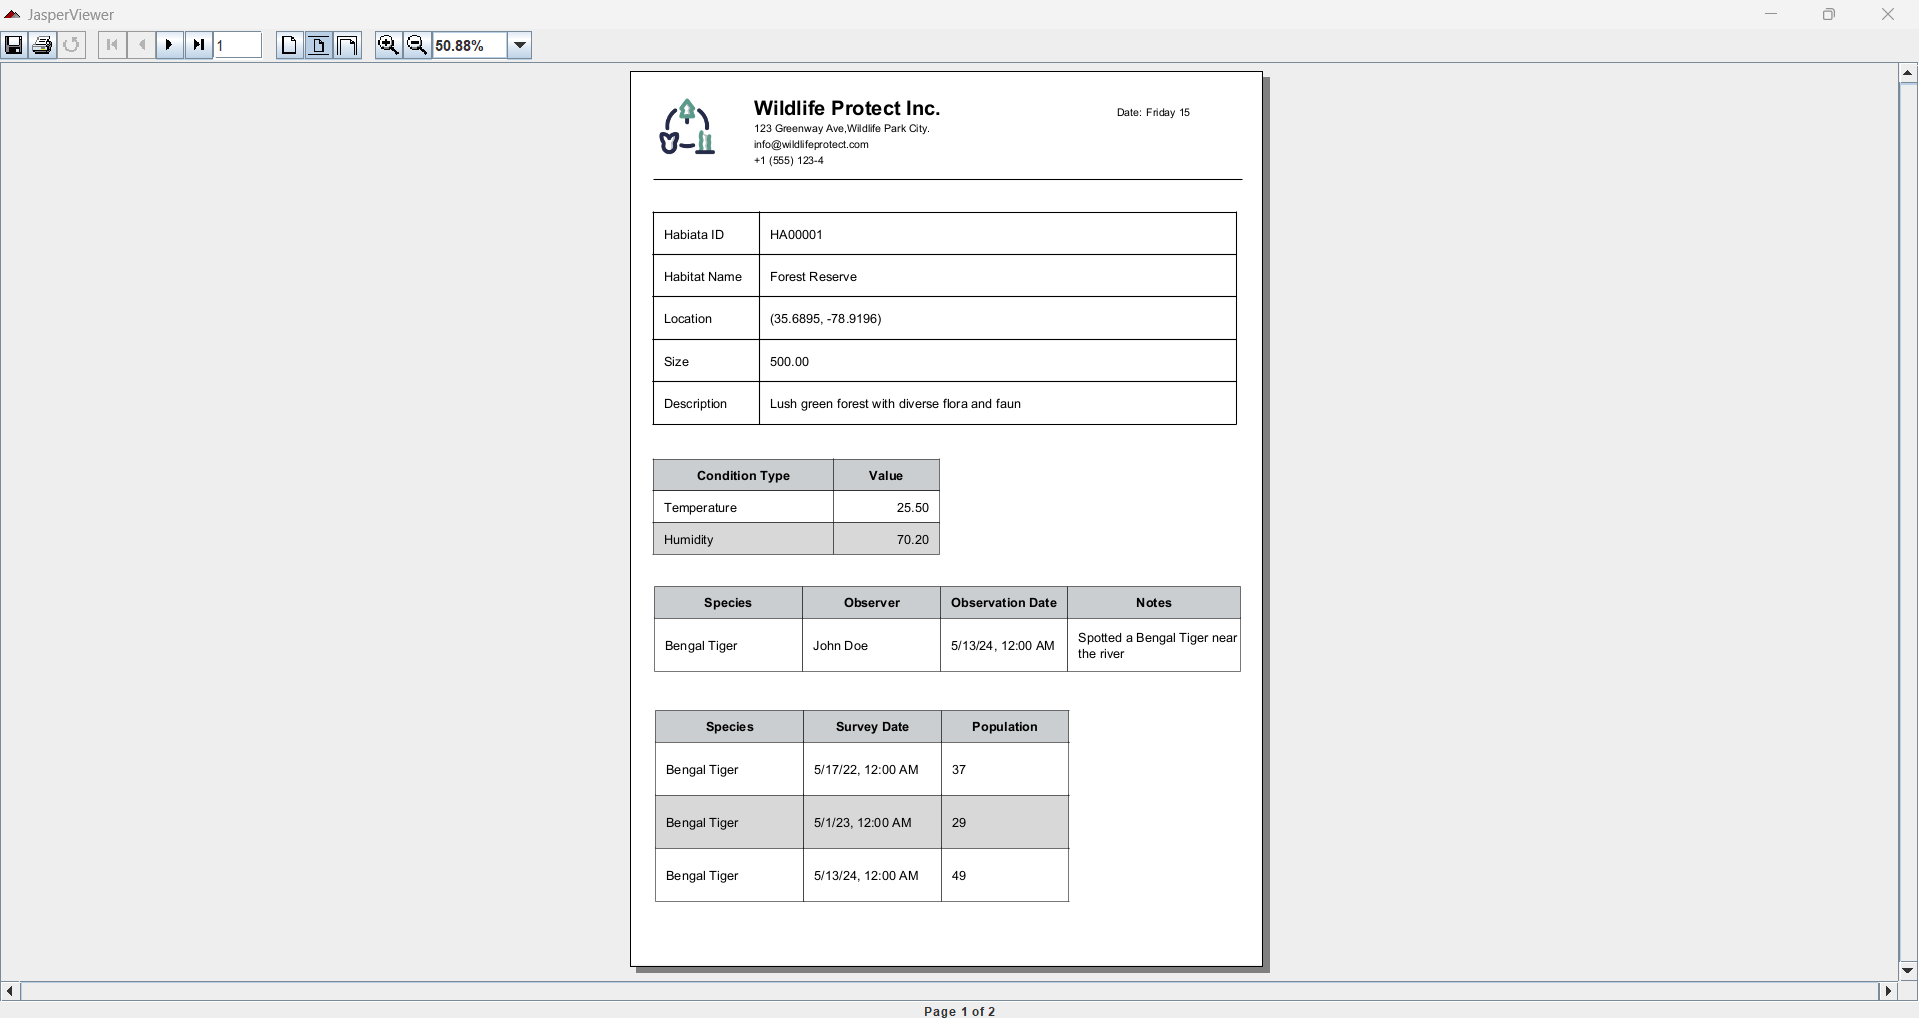 JasperViewer
1
50.88%
Wildlife Protect Inc.
Date: Friday 15
123 Greenway Ave,Wildlife Park City.
info@wildlifeprotect.com
+1 (555) 123-4
Habiata ID HA00001
Habitat Name Forest Reserve
Location (35.6895, -78.9196)
Size 500.00
Description Lush green forest with diverse flora and faun
Condition Type Value
Temperature 25.50
Humidity 70.20
Species Observer Observation Date Notes
Bengal Tiger John Doe 5/13/24, 12:00 AM Spotted a Bengal Tiger near
the river
Species Survey Date Population
Bengal Tiger 5/17/22, 12:00 AM 37
Bengal Tiger 5/1/23, 12:00 AM 29
Bengal Tiger 5/13/24, 12:00 AM 49
Page 1 of 2